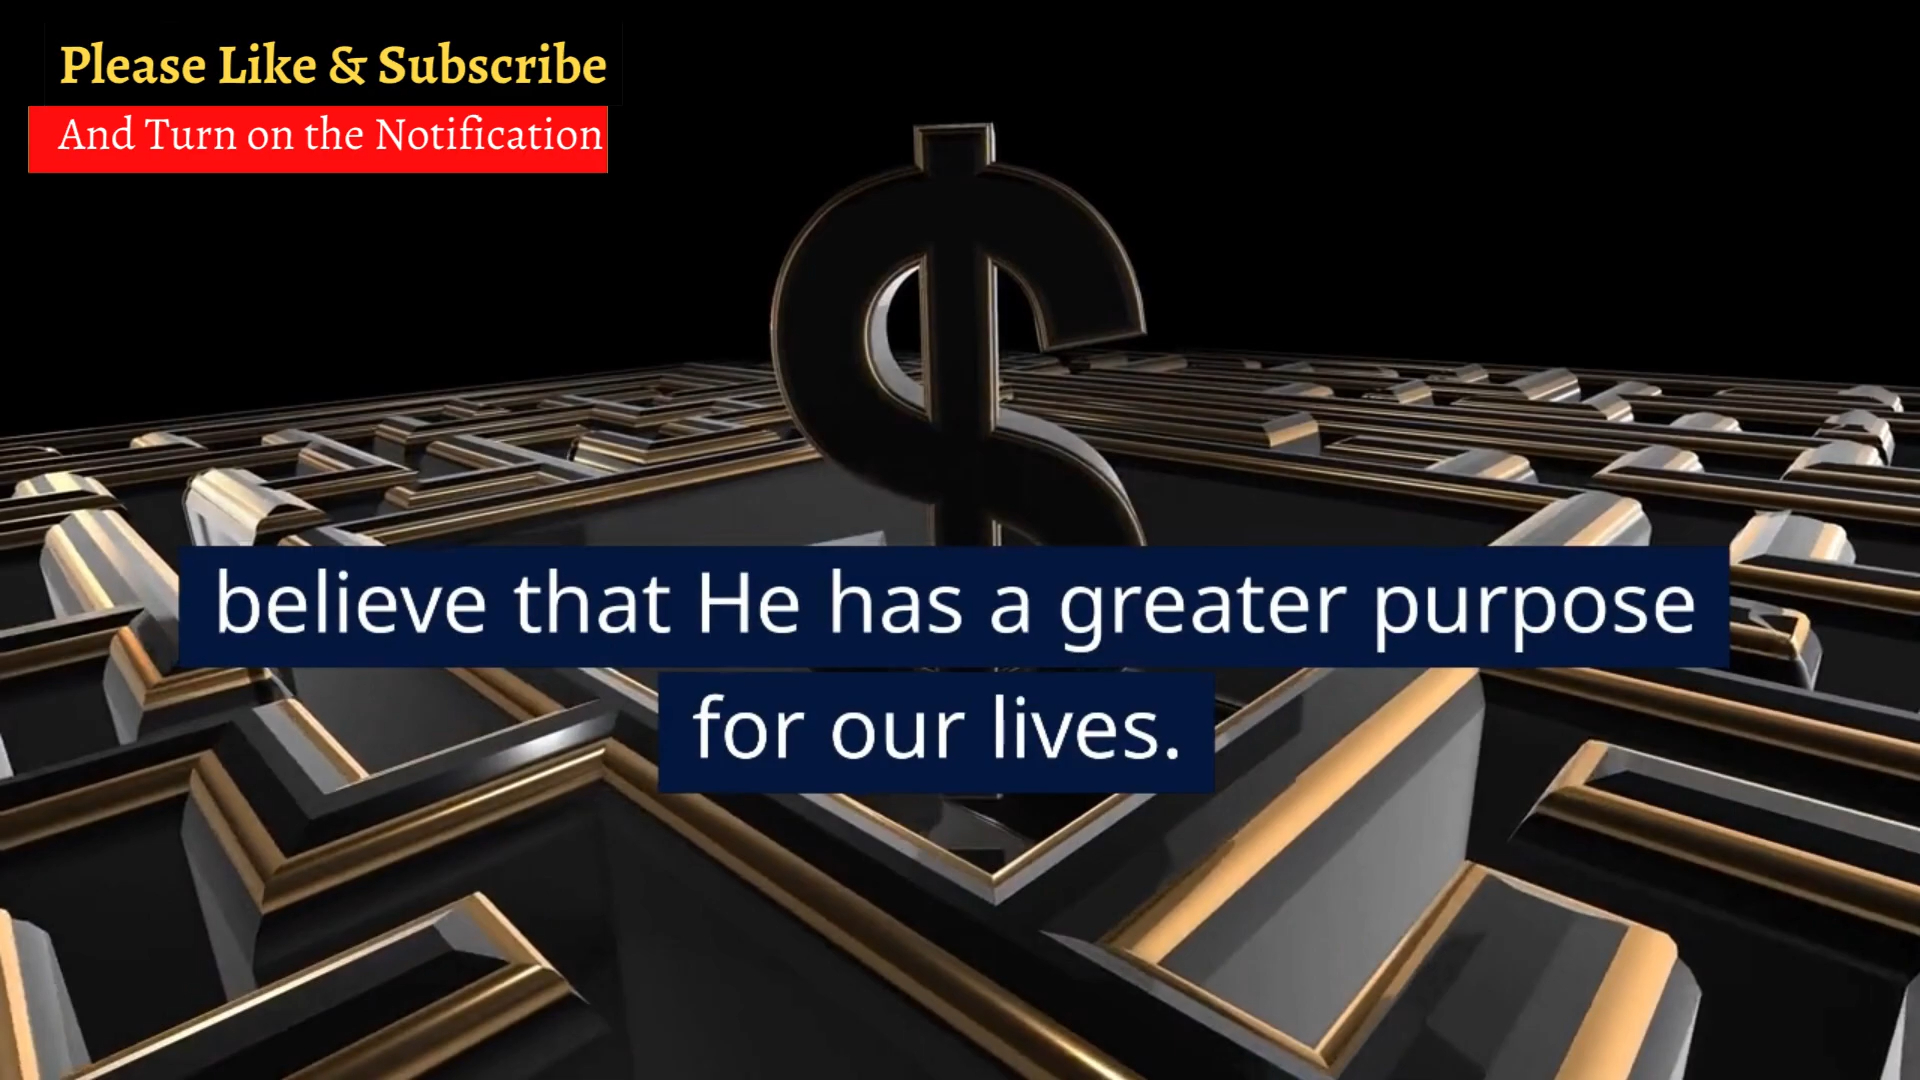 Please Like & Subscribe
And Turn on the Notification
believe that He has a greater purpose
for our lives.